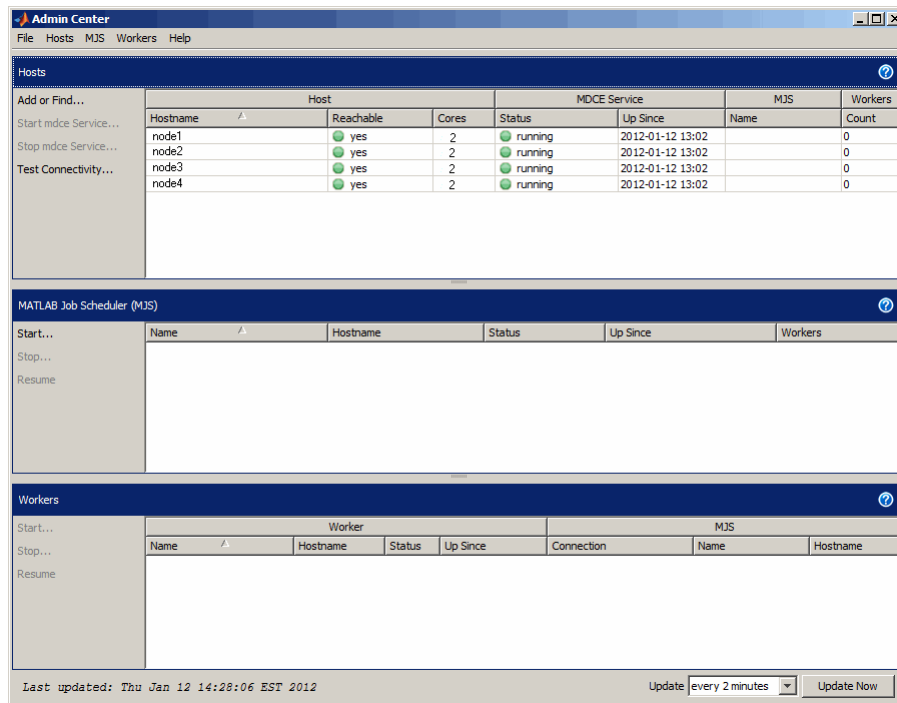 Admin Center
File Hosts MJS Workers Help
Hosts
Add or Find...
Start mdce Service...
Stop mdce Service...
Test Connectivity...
Host MDCE Service MJS Workers
Hostname Reachable Cores Status Up Since Name Count
node1 yes 2 running 2012-01-12 13:02 0
node2 yes 2 running 2012-01-12 13:02 0
node3 yes 2 running 2012-01-12 13:02 0
node4 yes 2 running 2012-01-12 13:02 0
MATLAB Job Scheduler (MJS)
Start...
Stop...
Resume
Name Hostname Status Up Since Workers
Workers
Start...
Stop...
Resume
Worker MJS
Name Hostname Status Up Since Connection Name Hostname
Last updated: Thu Jan 12 14:28:06 EST 2012 Update every 2 minutes Update Now